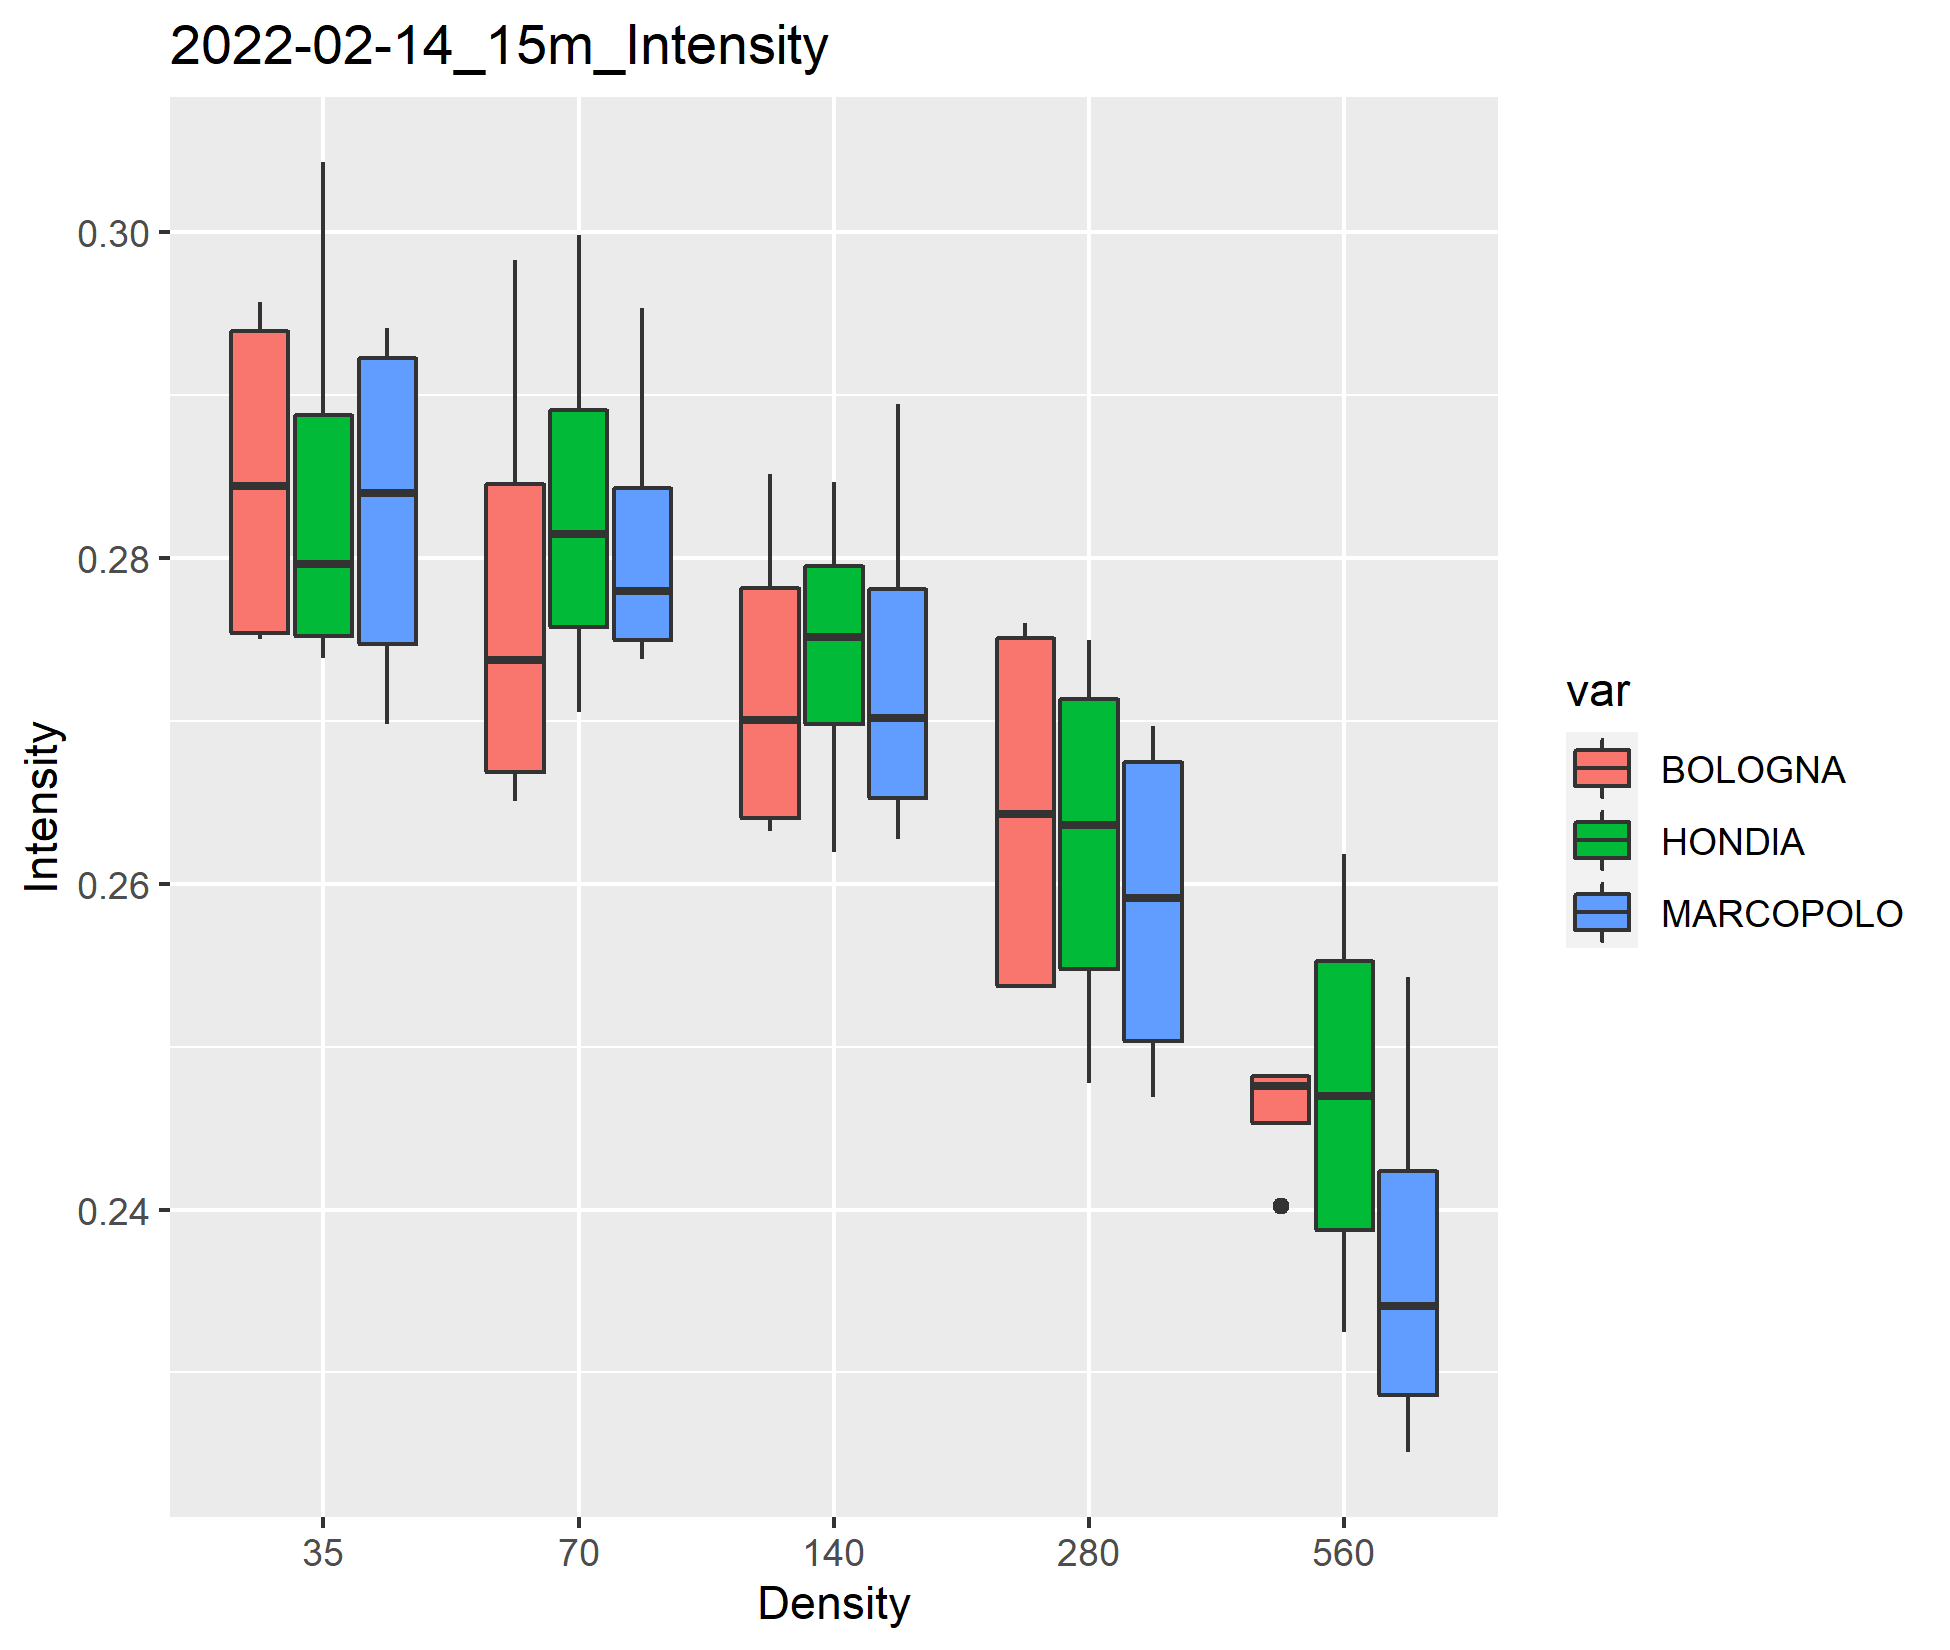 2022-02-14_15m_Intensity
Intensity
0.30
0.28
0.26
0.24
35 70 140 280 560
Density
var
BOLOGNA
HONDIA
MARCOPOLO